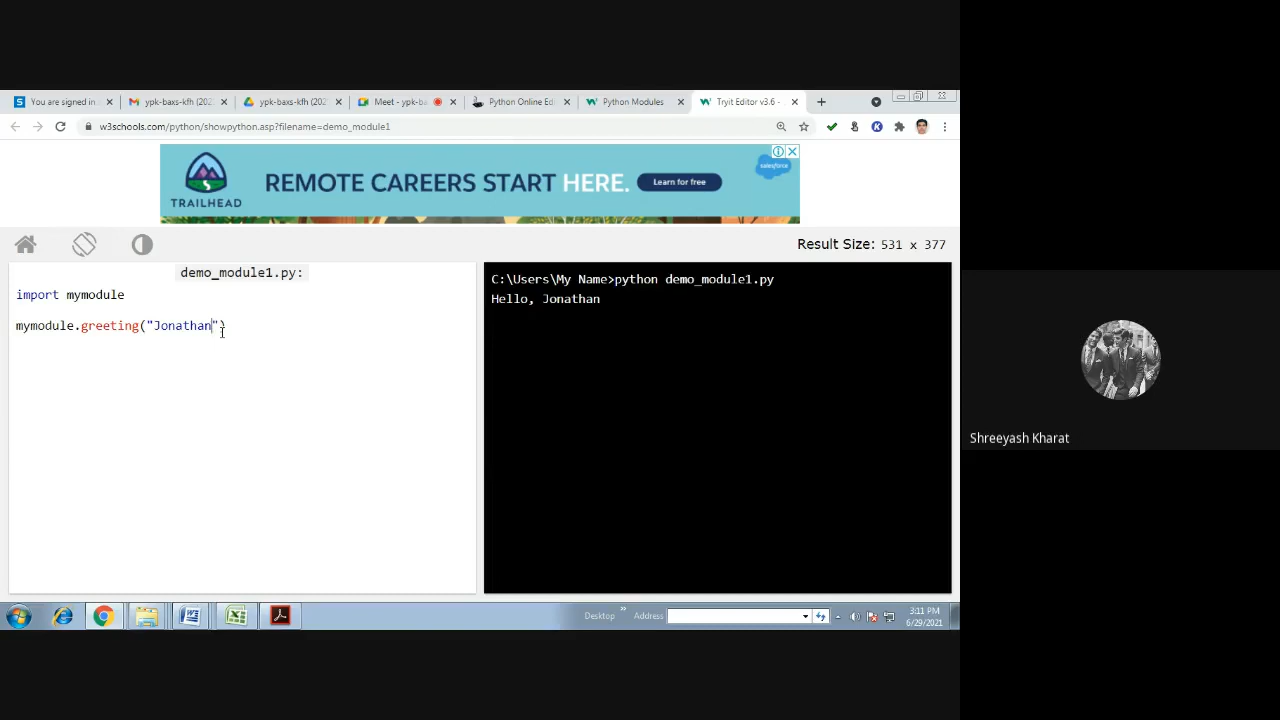 You are signed in
ypk-baxs-kfh (202
ypk-baxs-kfh (202
Meet - ypk-ba
Python Online Ed
Python Modules
Tryit Editor v3.6 -
w3schools.com/python/showpython.asp?filename=demo_module1
TRAILHEAD
REMOTE CAREERS START HERE.
Learn for free
salesforce
Result Size: 531 x 377
demo_module1.py:
import mymodule
mymodule.greeting("Jonathan")
C:\Users\My Name>python demo_module1.py
Hello, Jonathan
Shreeyash Kharat
Desktop
Address
3:11 PM
6/29/2021